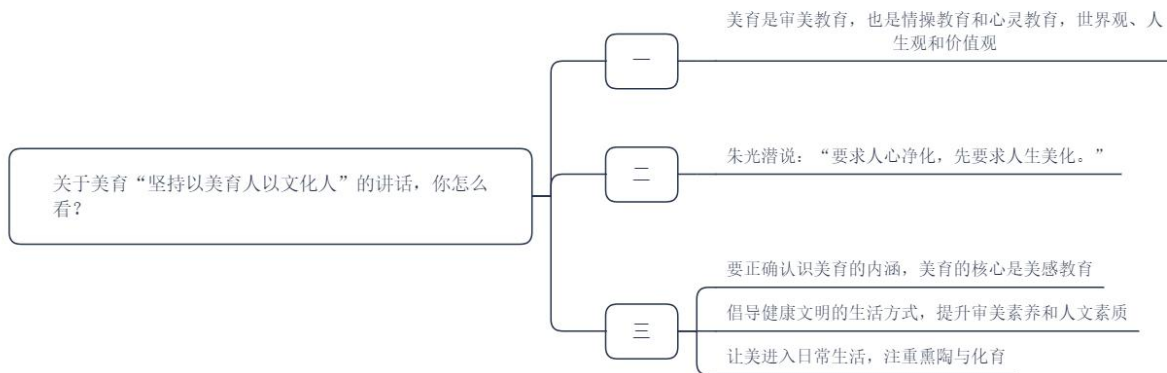 关于美育“坚持以美育人以文化人”的讲话，你怎么
看？
一
美育是审美教育，也是情操教育和心灵教育，世界观、人
生观和价值观
二
朱光潜说：“要求人心净化，先要求人生美化。”
三
要正确认识美育的内涵，美育的核心是美感教育
倡导健康文明的生活方式，提升审美素养和人文素质
让美进入日常生活，注重熏陶与化育